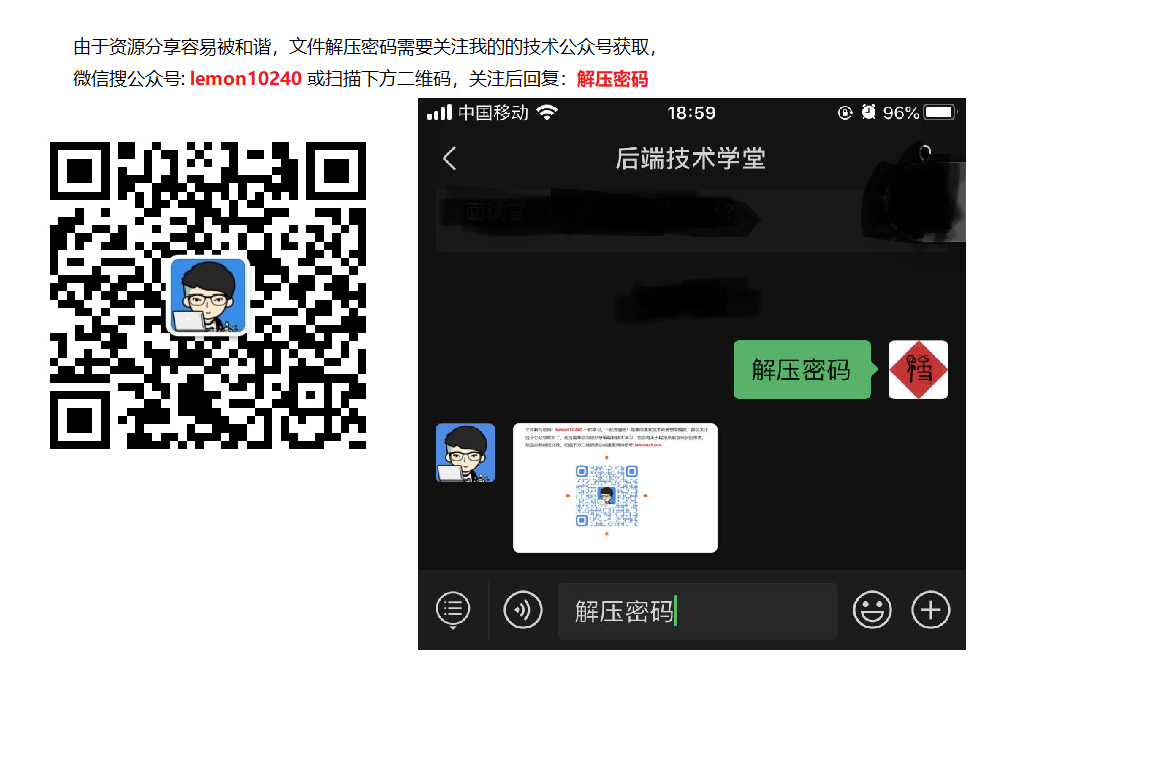 由于资源分享容易被和谐，文件解压密码需要关注我的的技术公众号获取，
微信搜公众号: lemon10240 或扫描下方二维码，关注后回复：解压密码
中国移动 18:59 96%
后端技术学堂
面试官
解压密码
解压密码